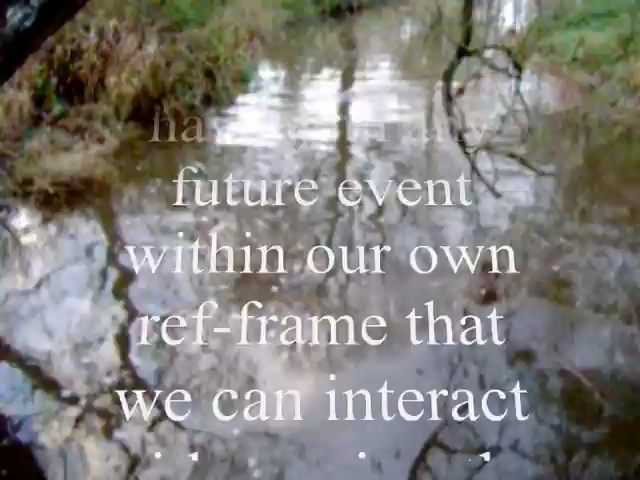 future event
within our own
ref-frame that
we can interact